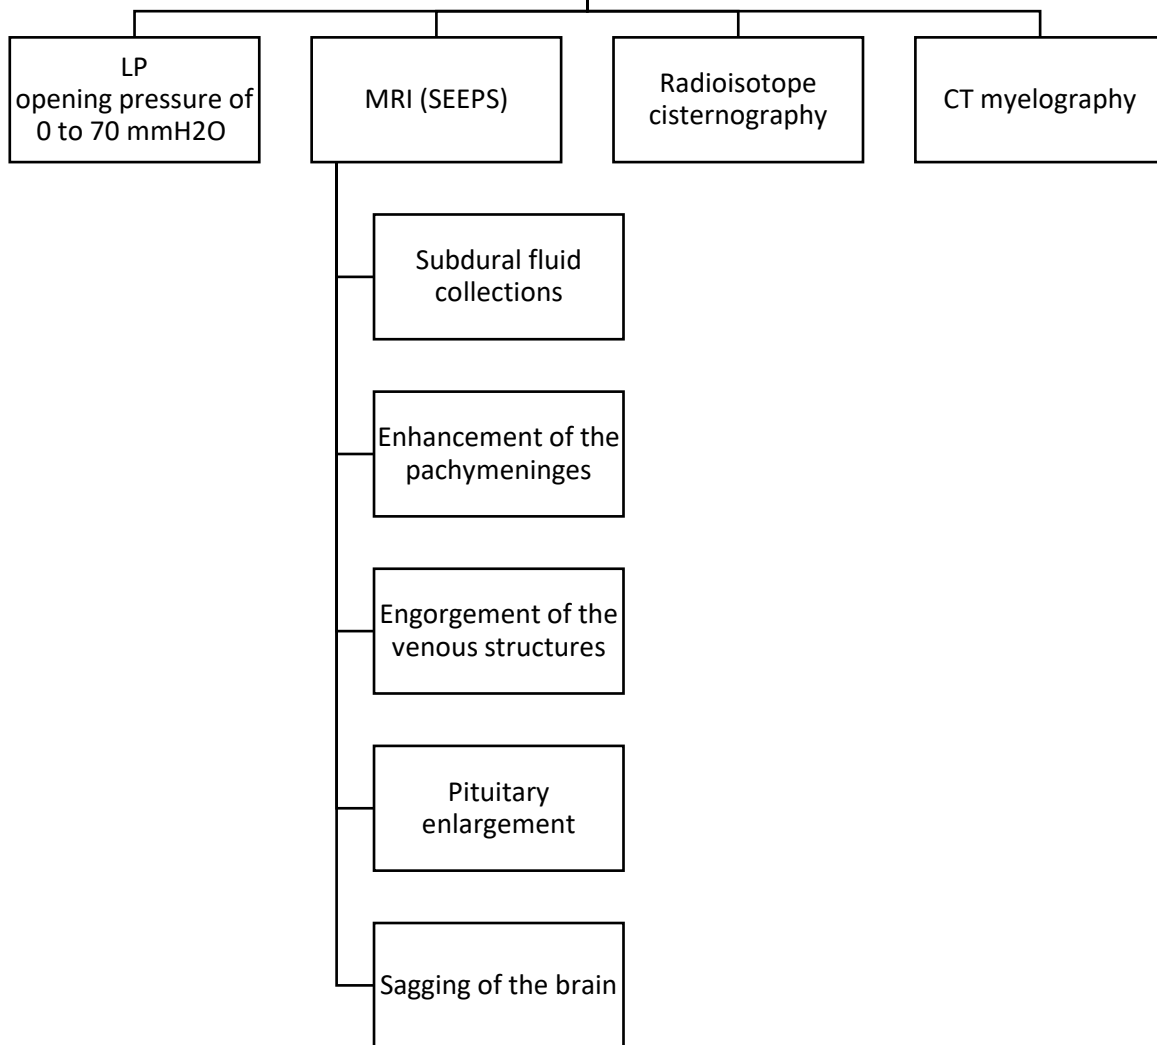 LP
opening pressure of
0 to 70 mmH2O
MRI (SEEPS)
Radioisotope
cisternography
CT myelography
Subdural fluid
collections
Enhancement of the
pachymeninges
Engorgement of the
venous structures
Pituitary
enlargement
Sagging of the brain